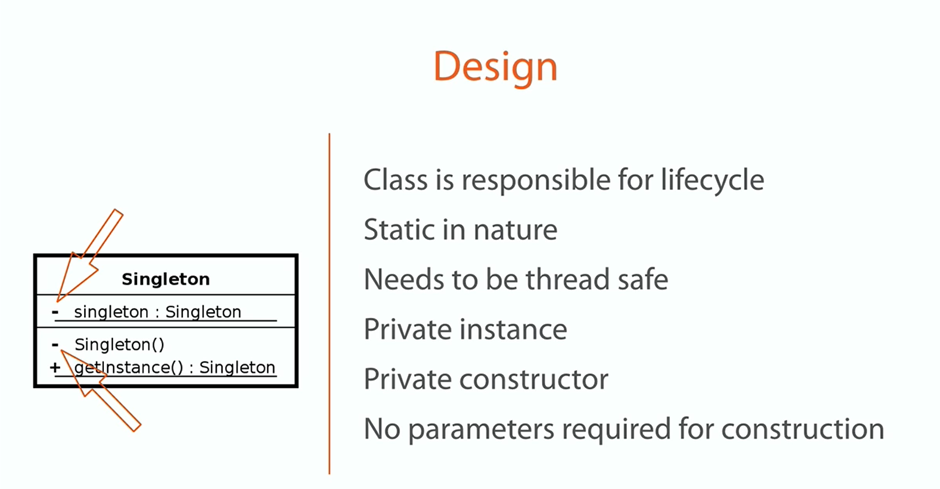 Design
Class is responsible for lifecycle
Static in nature
Needs to be thread safe
Private instance
Private constructor
No parameters required for construction
Singleton
- singleton : Singleton
- Singleton()
+ getInstance() : Singleton